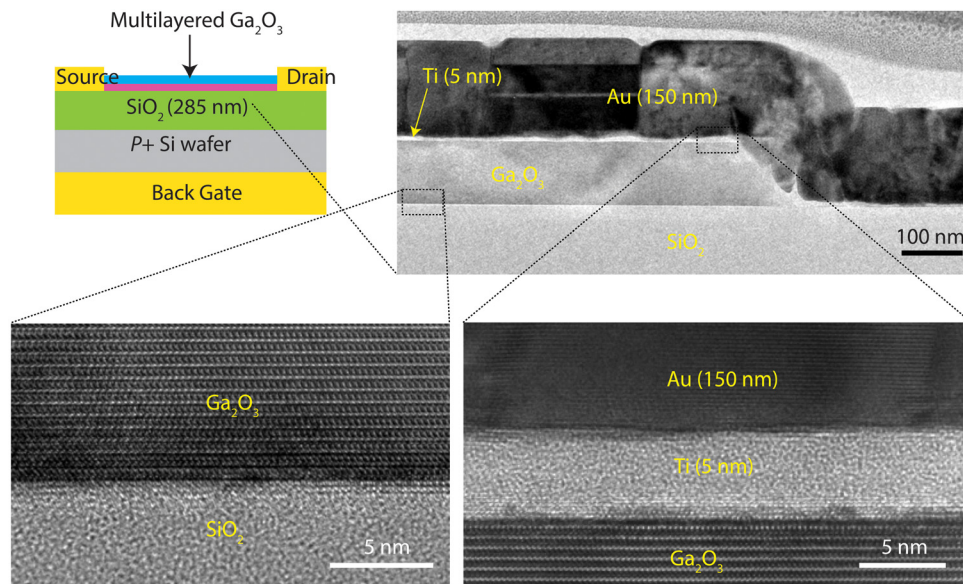 Multilayered Ga₂O₃
Source
Drain
SiO₂ (285 nm)
P+ Si wafer
Back Gate
Ti (5 nm)
Au (150 nm)
Ga₂O₃
SiO₂
100 nm
Ga₂O₃
SiO₂
5 nm
Au (150 nm)
Ti (5 nm)
Ga₂O₃
5 nm